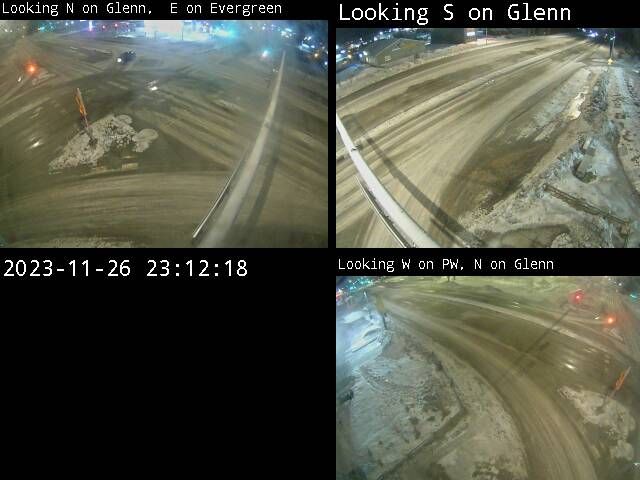 Looking N on Glenn,  E on Evergreen
Looking S on Glenn
2023-11-26 23:12:18
Looking W on PW, N on Glenn